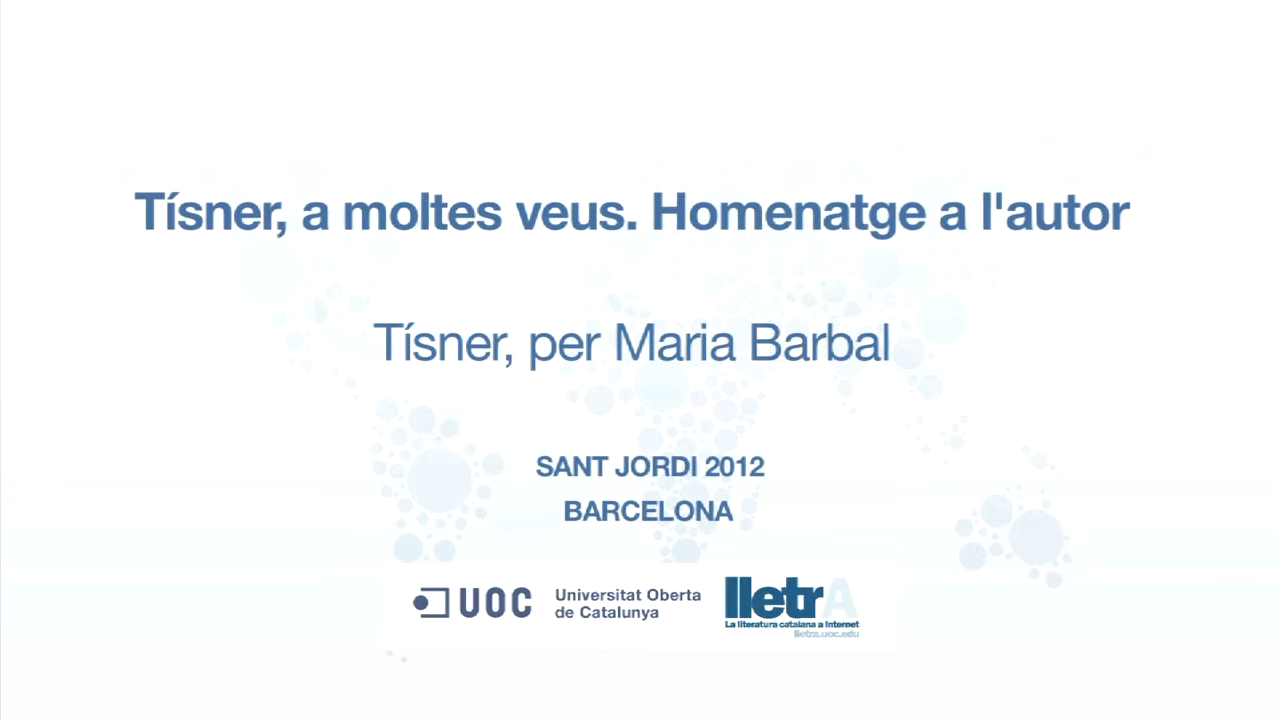 Tísner, a moltes veus. Homenatge a l'autor
Tísner, per Maria Barbal
SANT JORDI 2012
BARCELONA
UOC
Universitat Oberta
de Catalunya
lletrA
La literatura catalana a Internet
lletra.uoc.edu